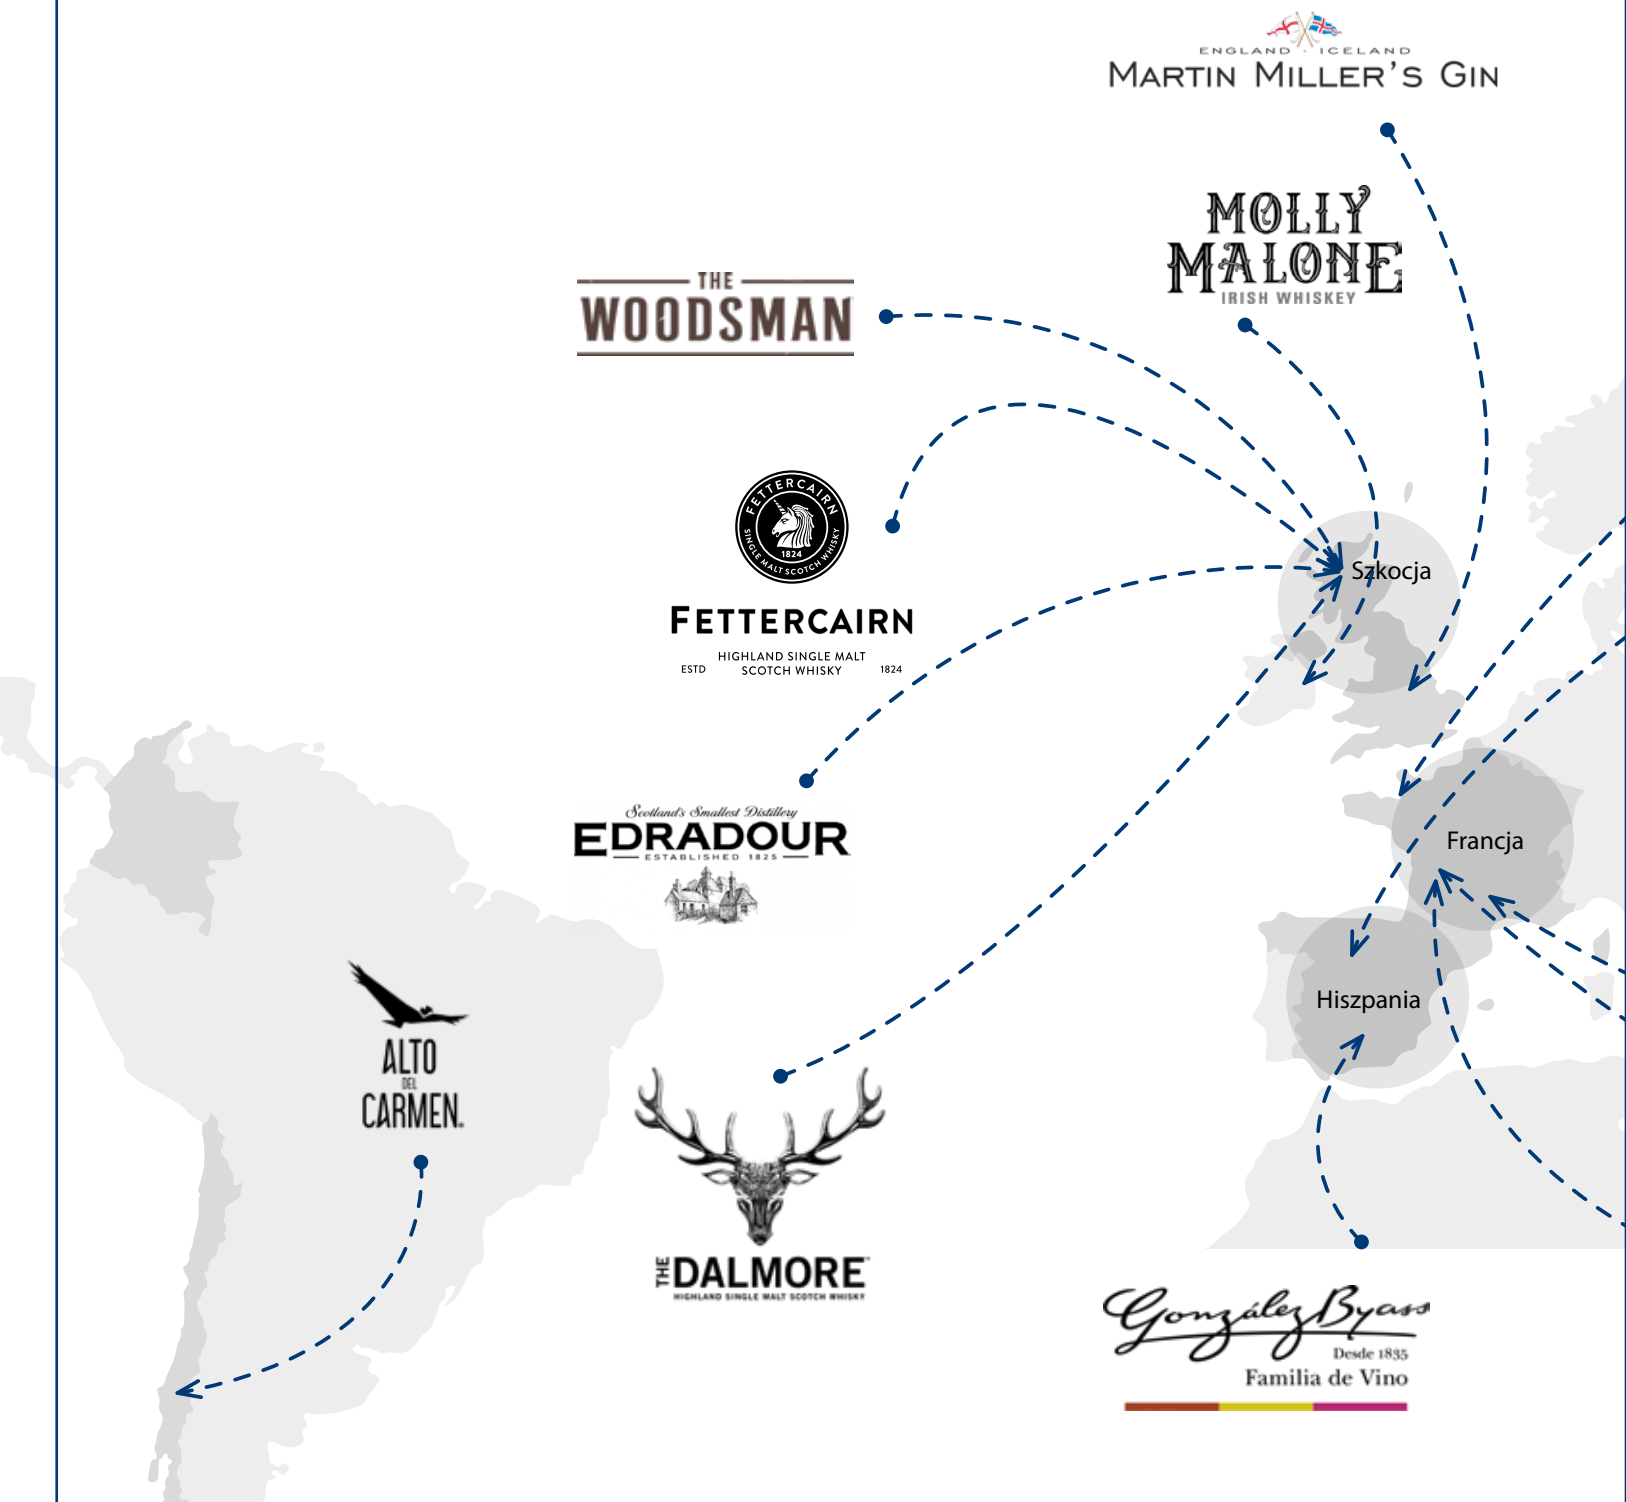 ENGLAND · ICELAND
MARTIN MILLER'S GIN
MOLLY
MALONE
IRISH WHISKEY
THE
WOODSMAN
FETTERCAIRN
1824
SINGLE MALT SCOTCH WHISKY
FETTERCAIRN
HIGHLAND SINGLE MALT
ESTD SCOTCH WHISKY 1824
Szkocja
Scotland's Smallest Distillery
EDRADOUR
ESTABLISHED 1825
Francja
Hiszpania
ALTO
DEL
CARMEN
THE DALMORE
HIGHLAND SINGLE MALT SCOTCH WHISKY
González Byass
Desde 1835
Familia de Vino